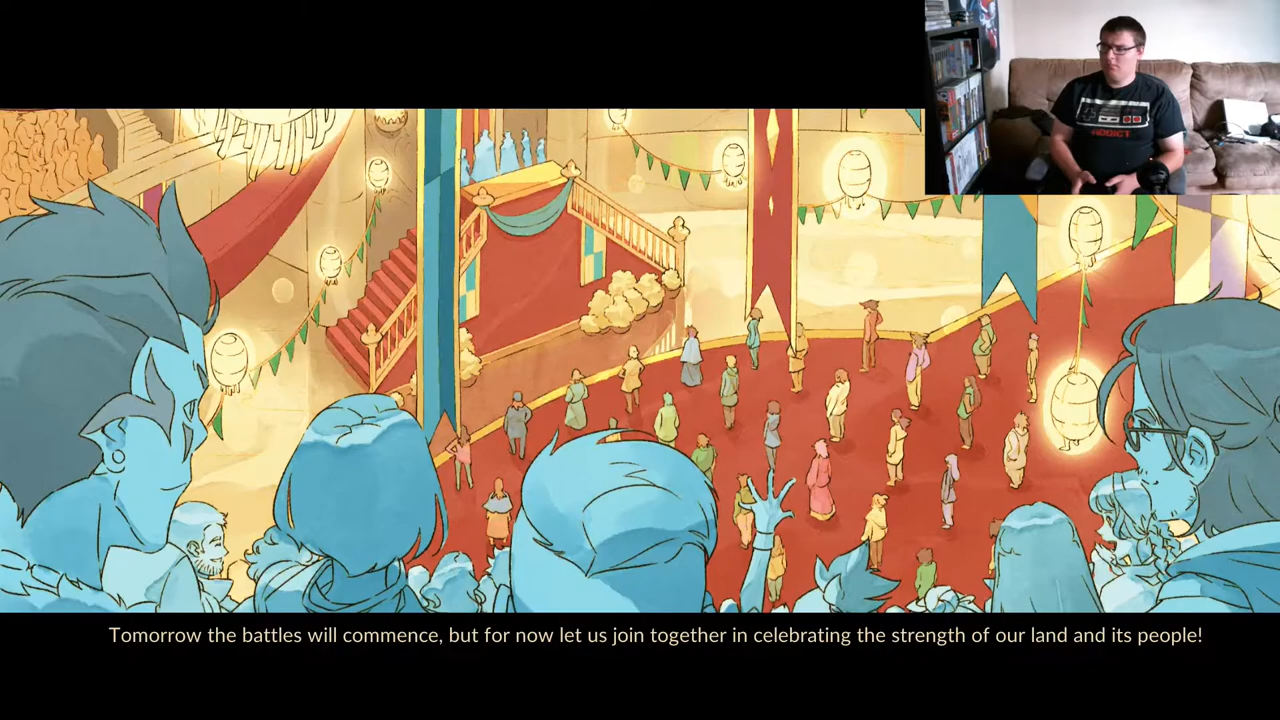 ADDICT
Tomorrow the battles will commence, but for now let us join together in celebrating the strength of our land and its people!